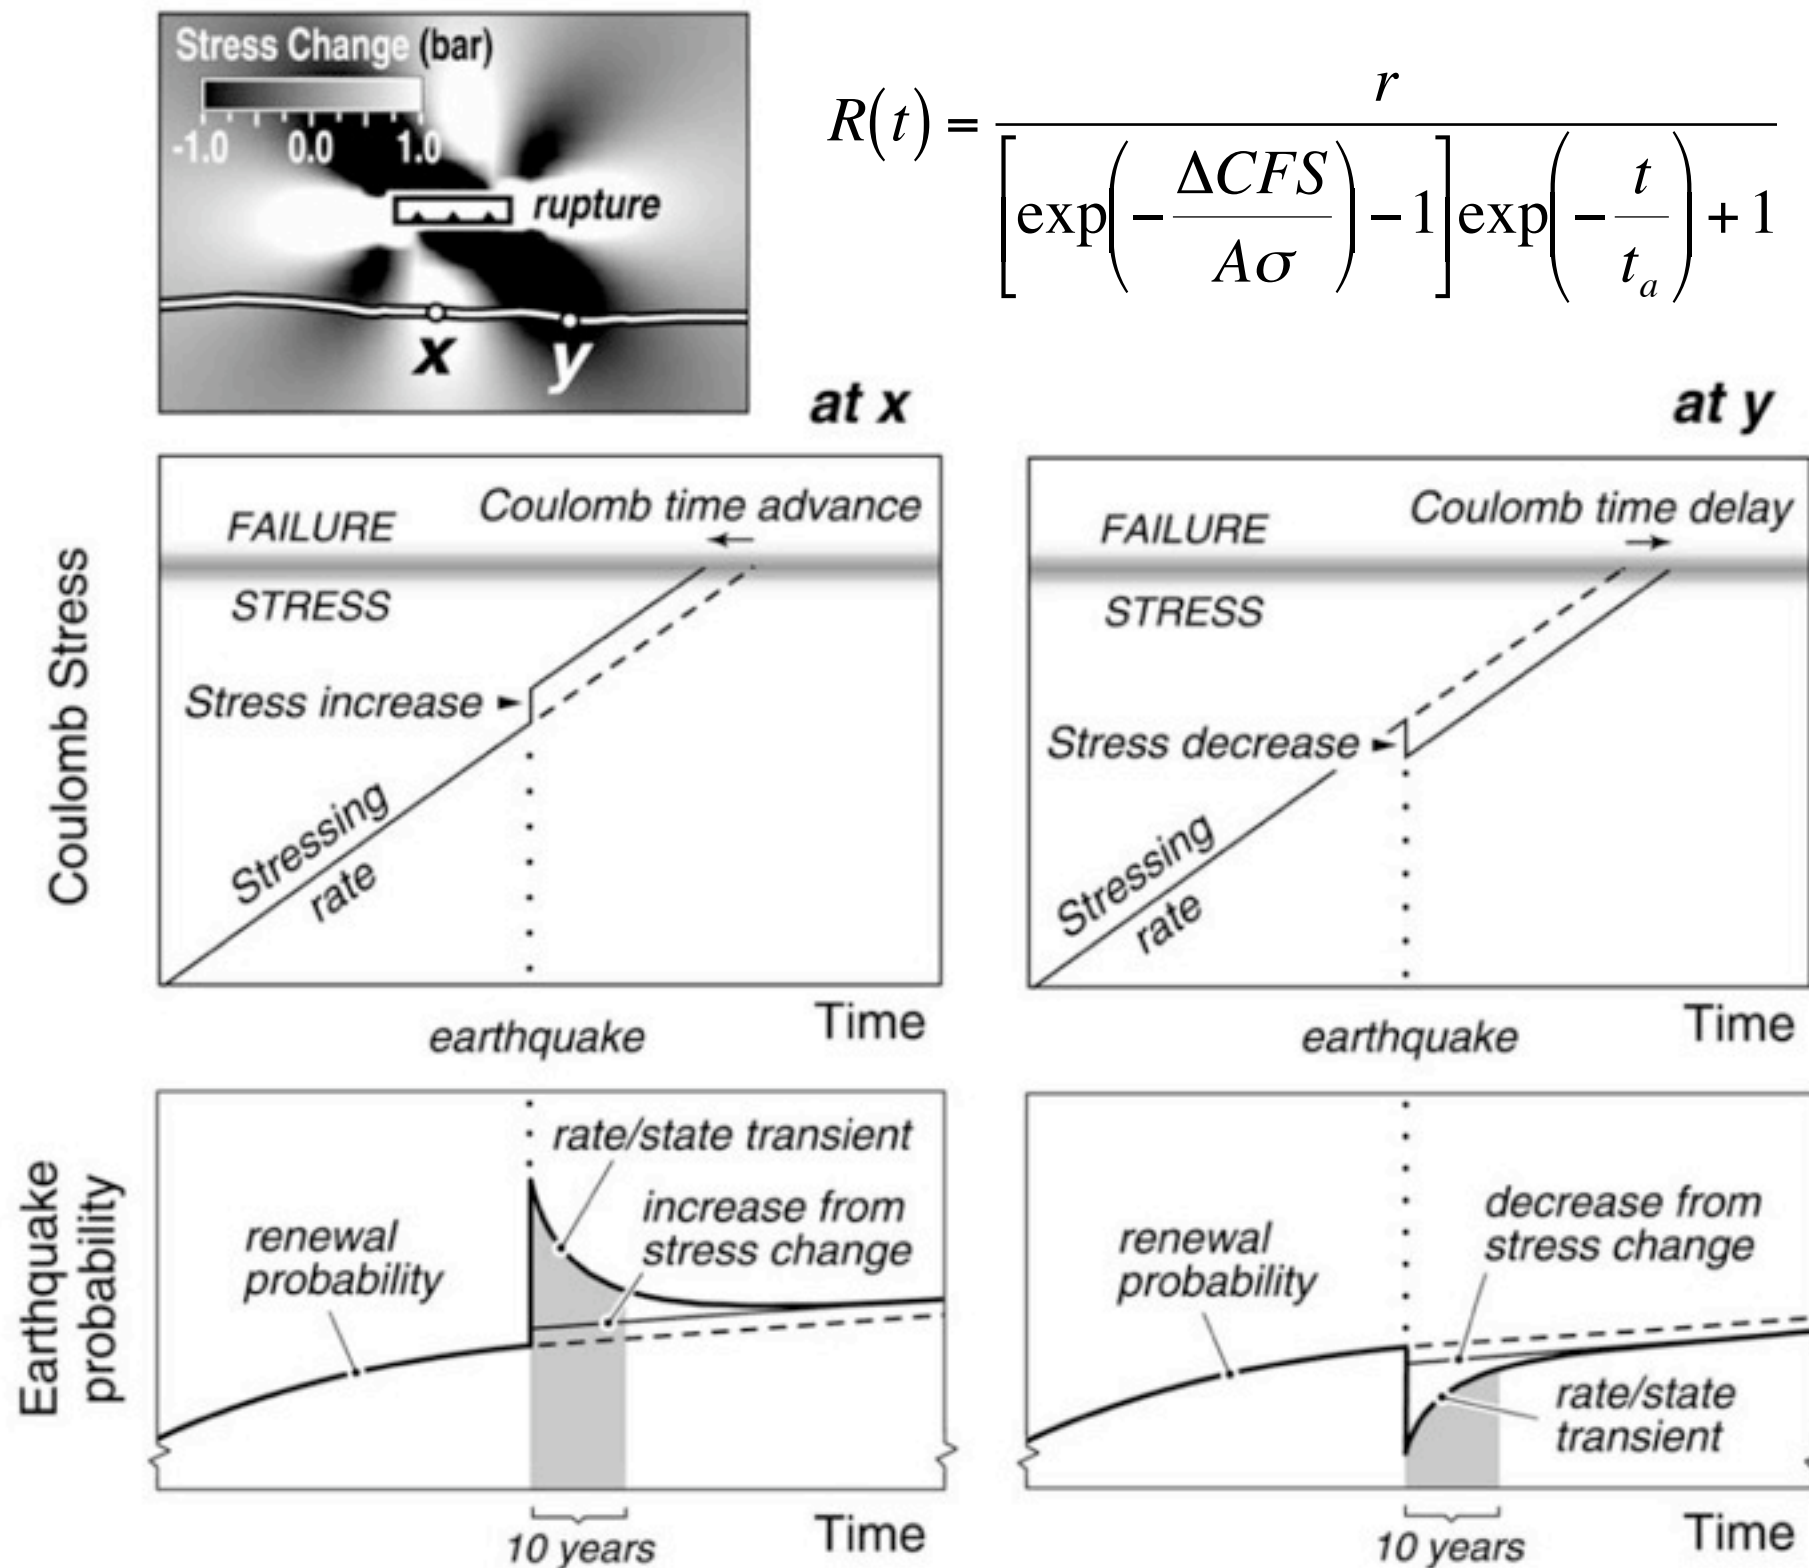 Stress Change (bar)
-1.0 0.0 1.0
rupture
x
y
R(t) = r / ([exp(−ΔCFS/Aσ) − 1] exp(−t/t_a) + 1)
at x
at y
Coulomb Stress
FAILURE
Coulomb time advance
STRESS
Stress increase
Stressing
rate
Time
earthquake
FAILURE
Coulomb time delay
STRESS
Stress decrease
Stressing
rate
Time
earthquake
Earthquake
probability
rate/state transient
increase from
stress change
renewal
probability
10 years
Time
decrease from
stress change
renewal
probability
rate/state
transient
10 years
Time